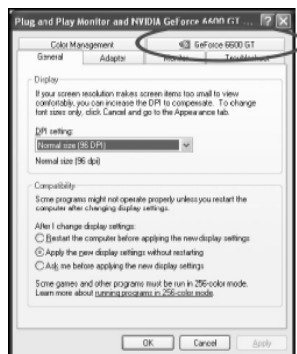 Plug and Play Monitor and NVIDIA GeForce 6600 GT ...
Color Management
GeForce 6600 GT
General
Adapter
Monitor
Troubleshoot
Display
If your screen resolution makes screen items too small to view
comfortably, you can increase the DPI to compensate. To change
font sizes only, click Cancel and go to the Appearance tab.
DPI setting:
Normal size (96 DPI)
Normal size (96 dpi)
Compatibility
Some programs might not operate properly unless you restart the
computer after changing display settings.
After I change display settings:
Restart the computer before applying the new display settings
Apply the new display settings without restarting
Ask me before applying the new display settings
Some games and other programs must be run in 256-color mode.
Learn more about running programs in 256-color mode.
OK
Cancel
Apply